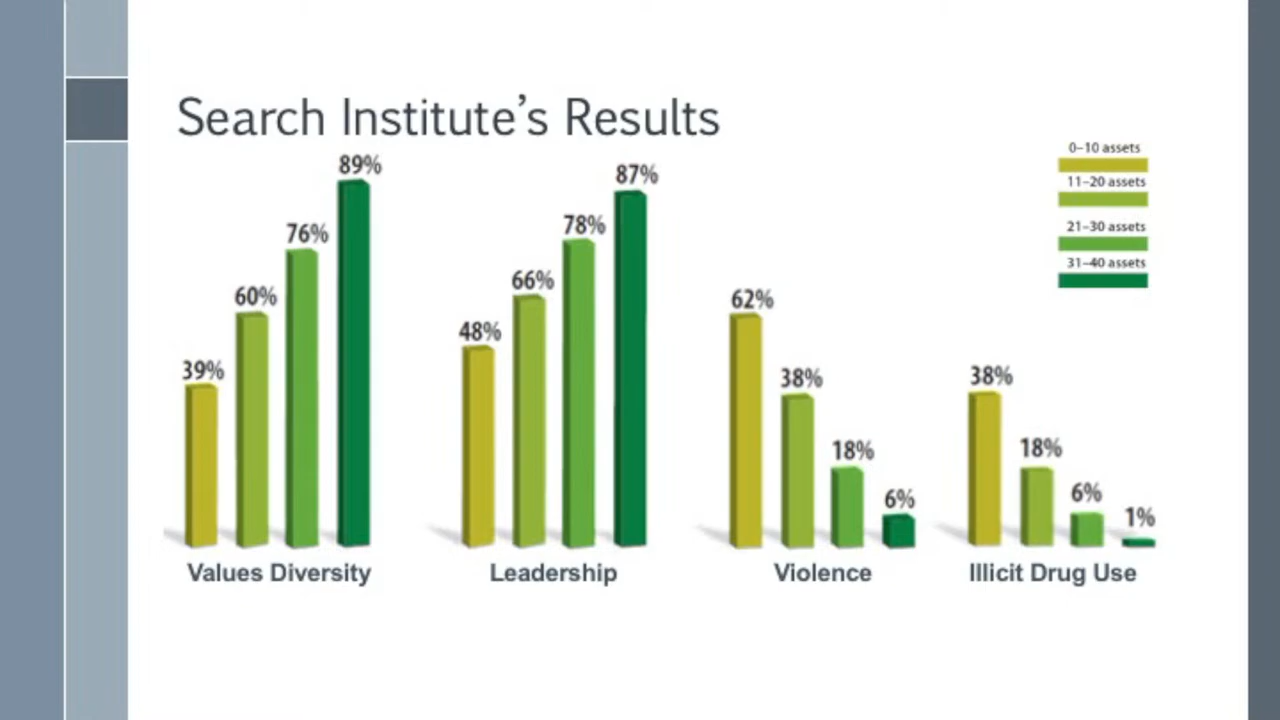 Search Institute's Results
0–10 assets
11–20 assets
21–30 assets
31–40 assets
39%
60%
76%
89%
Values Diversity
48%
66%
78%
87%
Leadership
62%
38%
18%
6%
Violence
38%
18%
6%
1%
Illicit Drug Use